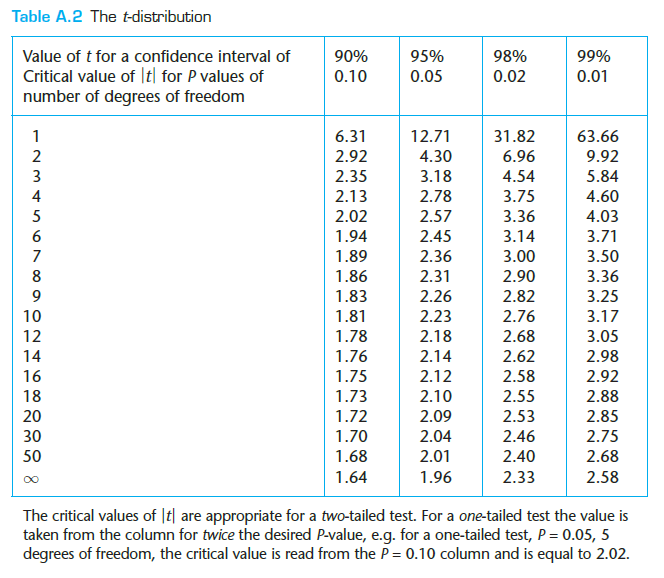 Table A.2 The t-distribution
Value of t for a confidence interval of 90% 95% 98% 99%
Critical value of |t| for P values of 0.10 0.05 0.02 0.01
number of degrees of freedom
1 6.31 12.71 31.82 63.66
2 2.92 4.30 6.96 9.92
3 2.35 3.18 4.54 5.84
4 2.13 2.78 3.75 4.60
5 2.02 2.57 3.36 4.03
6 1.94 2.45 3.14 3.71
7 1.89 2.36 3.00 3.50
8 1.86 2.31 2.90 3.36
9 1.83 2.26 2.82 3.25
10 1.81 2.23 2.76 3.17
12 1.78 2.18 2.68 3.05
14 1.76 2.14 2.62 2.98
16 1.75 2.12 2.58 2.92
18 1.73 2.10 2.55 2.88
20 1.72 2.09 2.53 2.85
30 1.70 2.04 2.46 2.75
50 1.68 2.01 2.40 2.68
∞ 1.64 1.96 2.33 2.58
The critical values of |t| are appropriate for a two-tailed test. For a one-tailed test the value is
taken from the column for twice the desired P-value, e.g. for a one-tailed test, P = 0.05, 5
degrees of freedom, the critical value is read from the P = 0.10 column and is equal to 2.02.